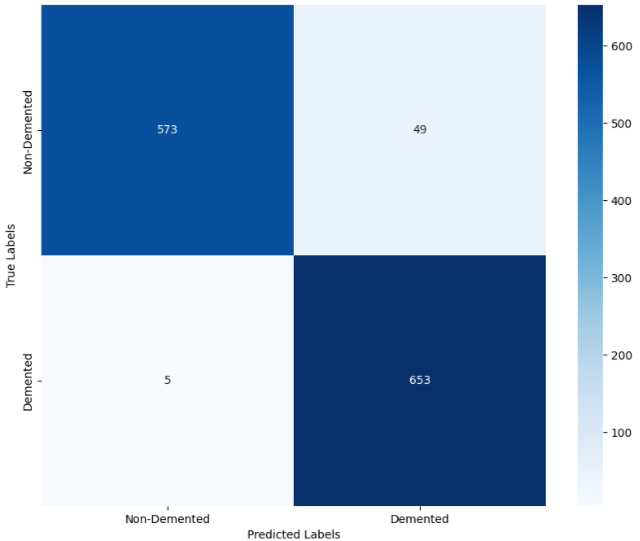 Non-Demented
573
49
True Labels
Demented
5
653
Non-Demented
Demented
Predicted Labels
600
500
400
300
200
100